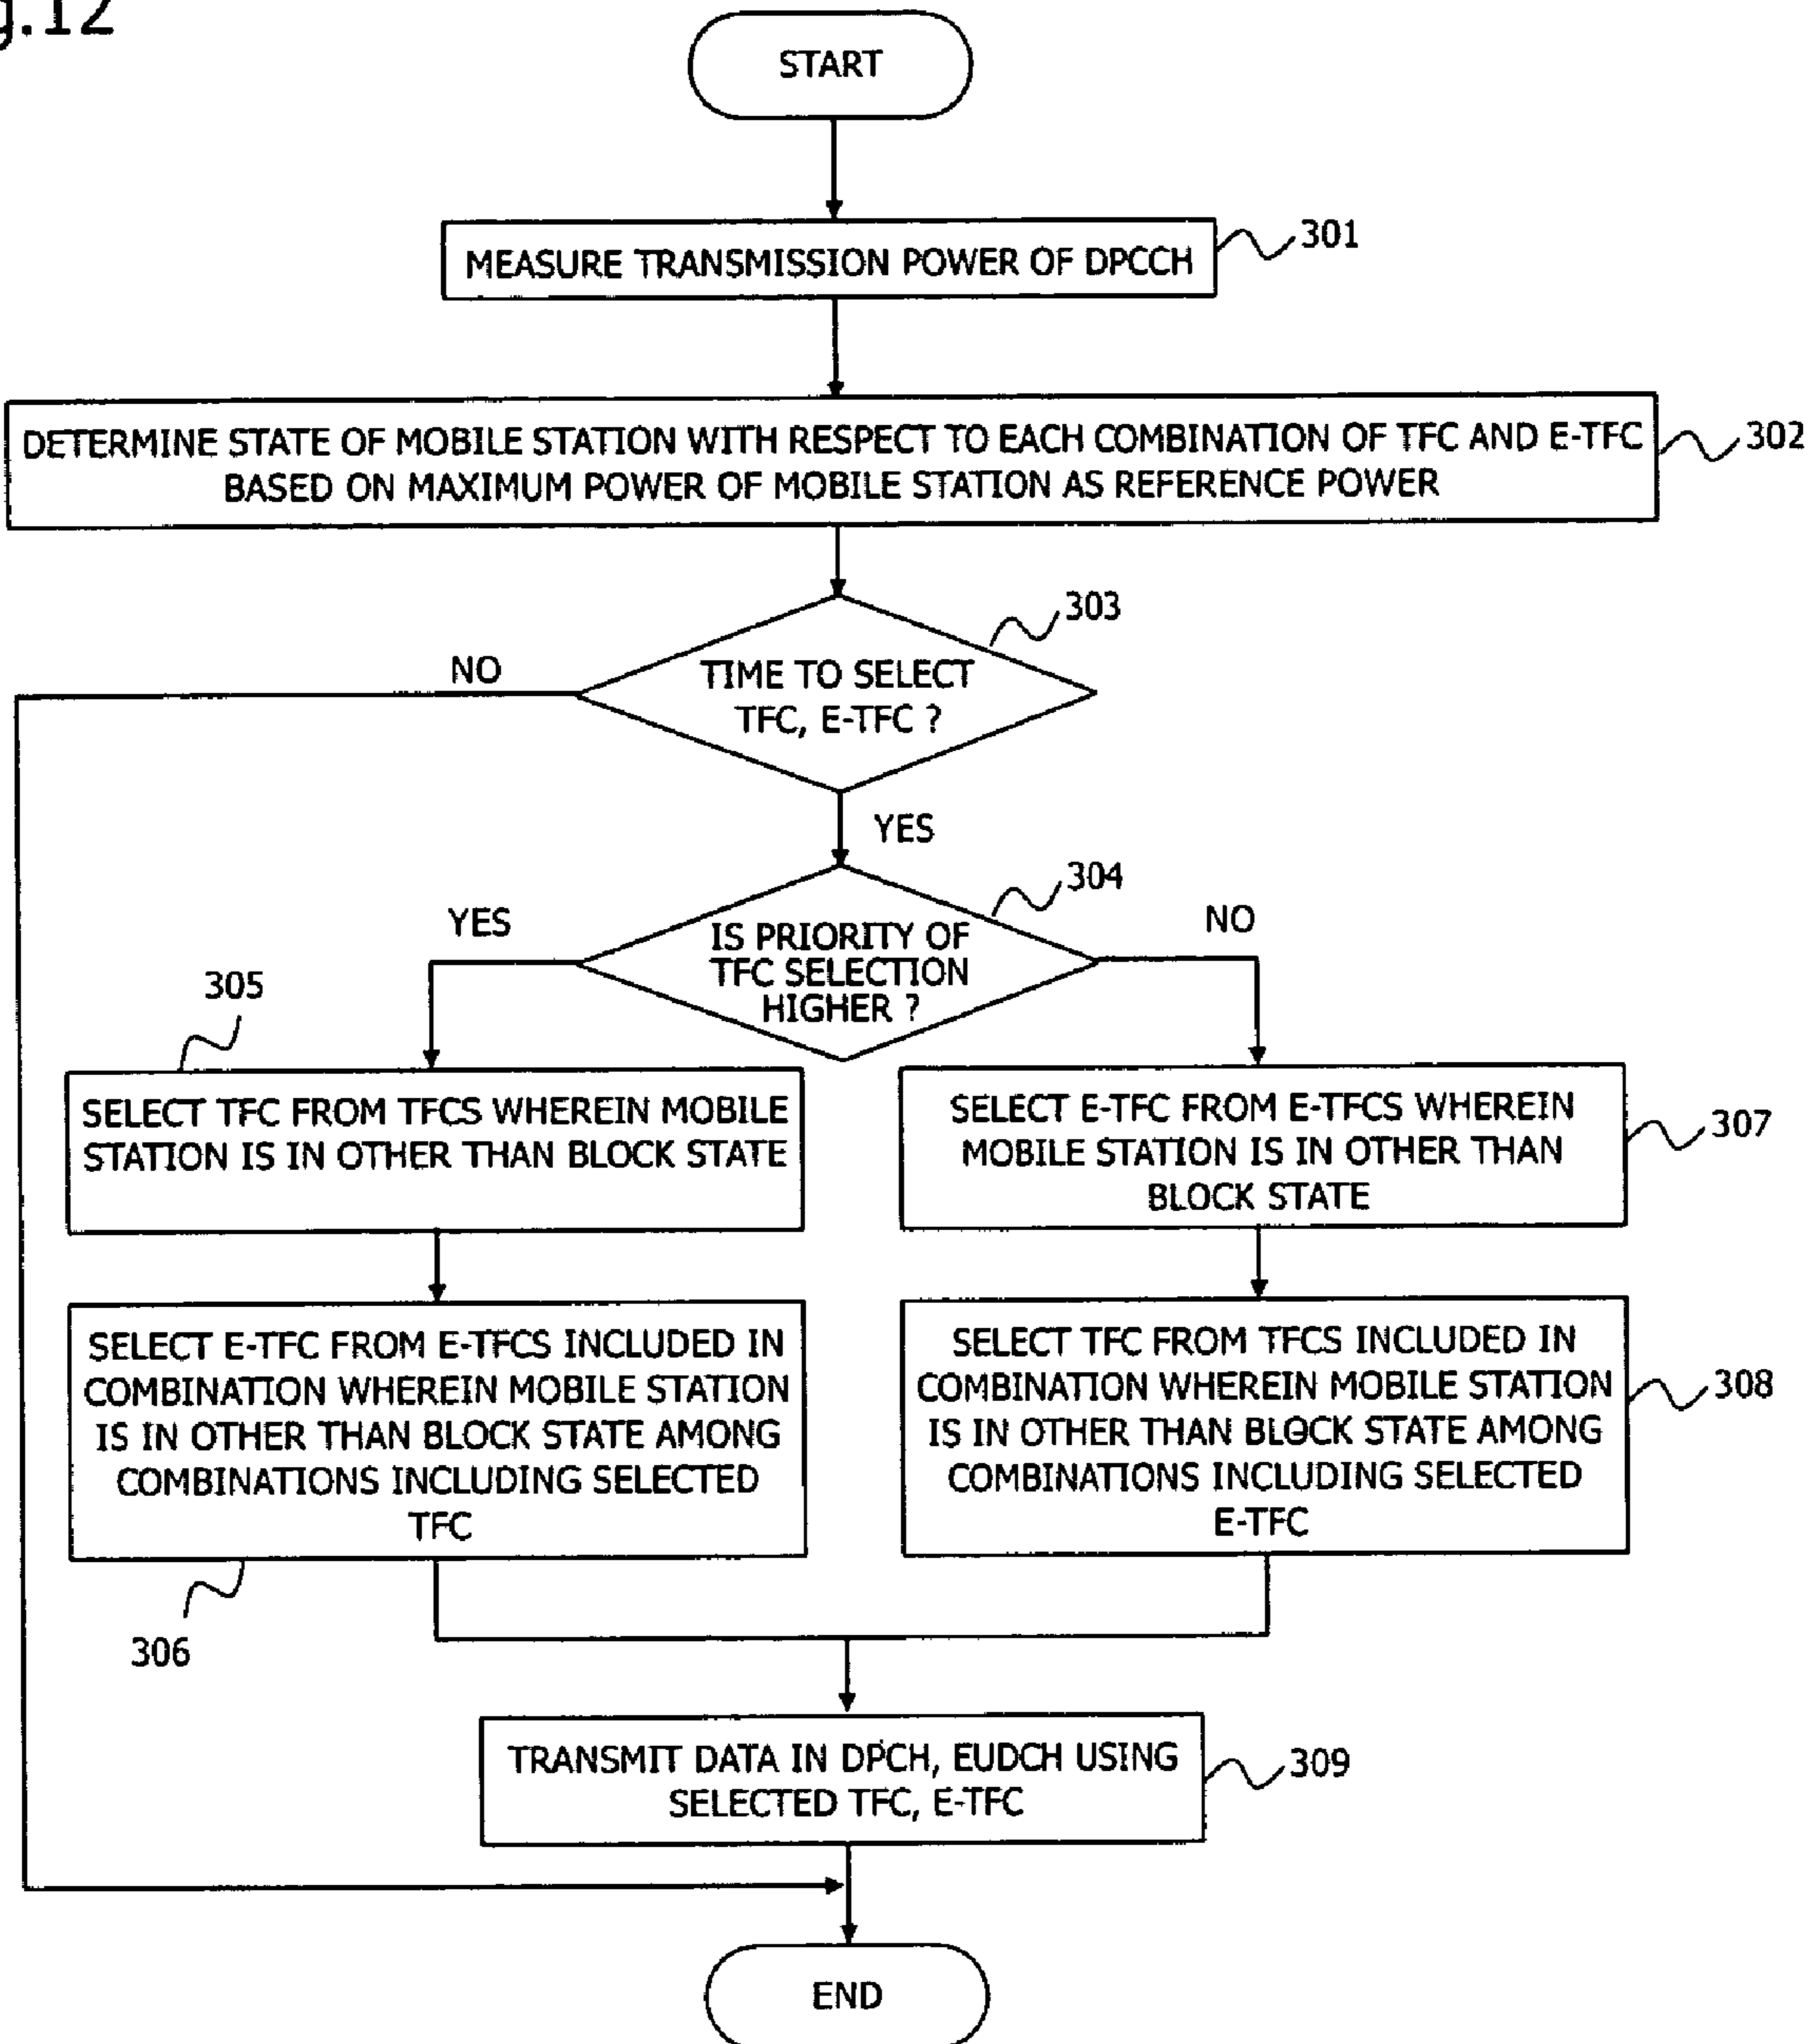 g.12
START
MEASURE TRANSMISSION POWER OF DPCCH
301
DETERMINE STATE OF MOBILE STATION WITH RESPECT TO EACH COMBINATION OF TFC AND E-TFC
BASED ON MAXIMUM POWER OF MOBILE STATION AS REFERENCE POWER
302
303
TIME TO SELECT
TFC, E-TFC ?
NO
YES
304
IS PRIORITY OF
TFC SELECTION
HIGHER ?
YES
NO
305
SELECT TFC FROM TFCS WHEREIN MOBILE
STATION IS IN OTHER THAN BLOCK STATE
SELECT E-TFC FROM E-TFCS WHEREIN
MOBILE STATION IS IN OTHER THAN
BLOCK STATE
307
SELECT E-TFC FROM E-TFCS INCLUDED IN
COMBINATION WHEREIN MOBILE STATION
IS IN OTHER THAN BLOCK STATE AMONG
COMBINATIONS INCLUDING SELECTED
TFC
306
SELECT TFC FROM TFCS INCLUDED IN
COMBINATION WHEREIN MOBILE STATION
IS IN OTHER THAN BLOCK STATE AMONG
COMBINATIONS INCLUDING SELECTED
E-TFC
308
TRANSMIT DATA IN DPCH, EUDCH USING
SELECTED TFC, E-TFC
309
END